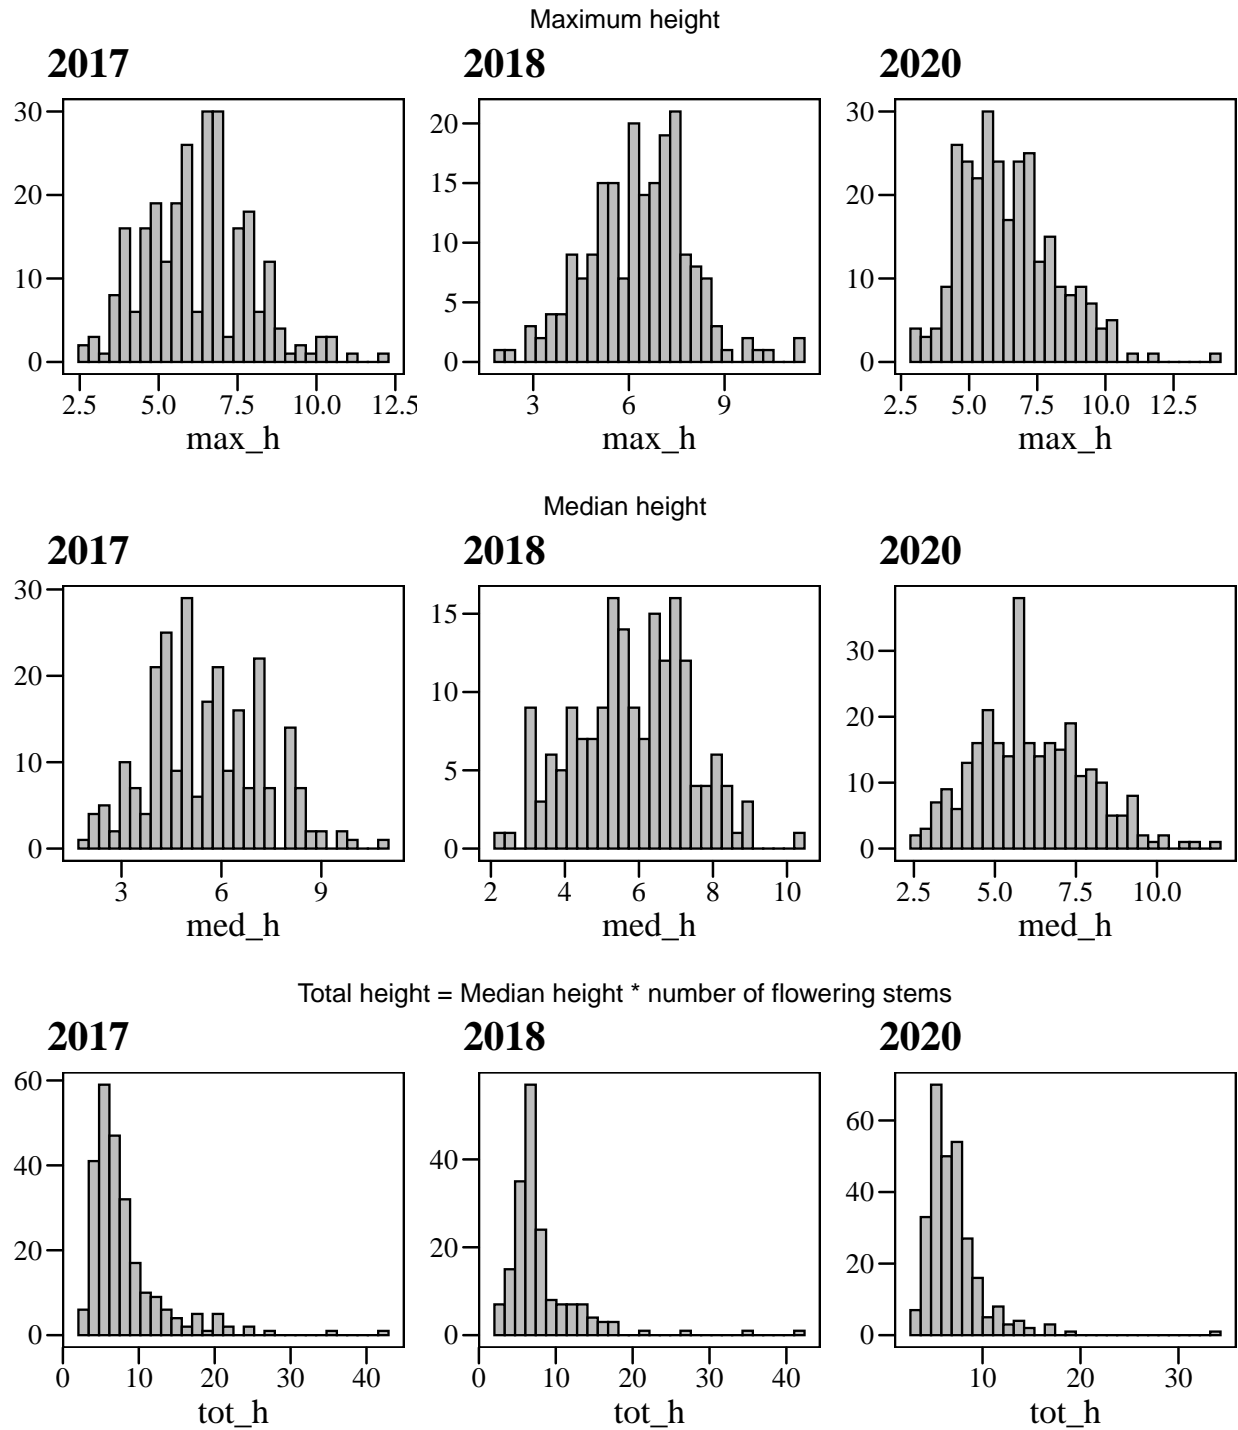 Maximum height
2017 2018 2020
30 20 10 0
2.5 5.0 7.5 10.0 12.5
max_h
20 15 10 5 0
3 6 9
max_h
30 20 10 0
2.5 5.0 7.5 10.0 12.5
max_h
Median height
2017 2018 2020
30 20 10 0
3 6 9
med_h
15 10 5 0
2 4 6 8 10
med_h
30 20 10 0
2.5 5.0 7.5 10.0
med_h
Total height = Median height * number of flowering stems
2017 2018 2020
60 40 20 0
0 10 20 30 40
tot_h
40 20 0
0 10 20 30 40
tot_h
60 40 20 0
10 20 30
tot_h